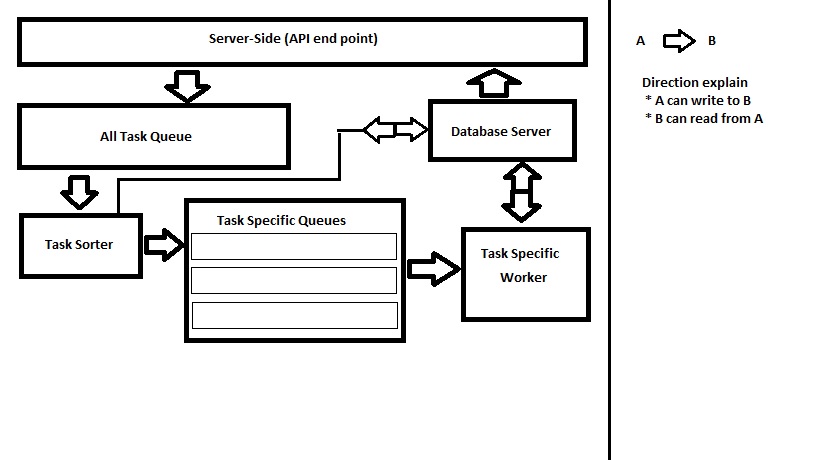 Server-Side (API end point)
All Task Queue
Database Server
Task Sorter
Task Specific Queues
Task Specific
Worker
A
B
Direction explain
* A can write to B
* B can read from A